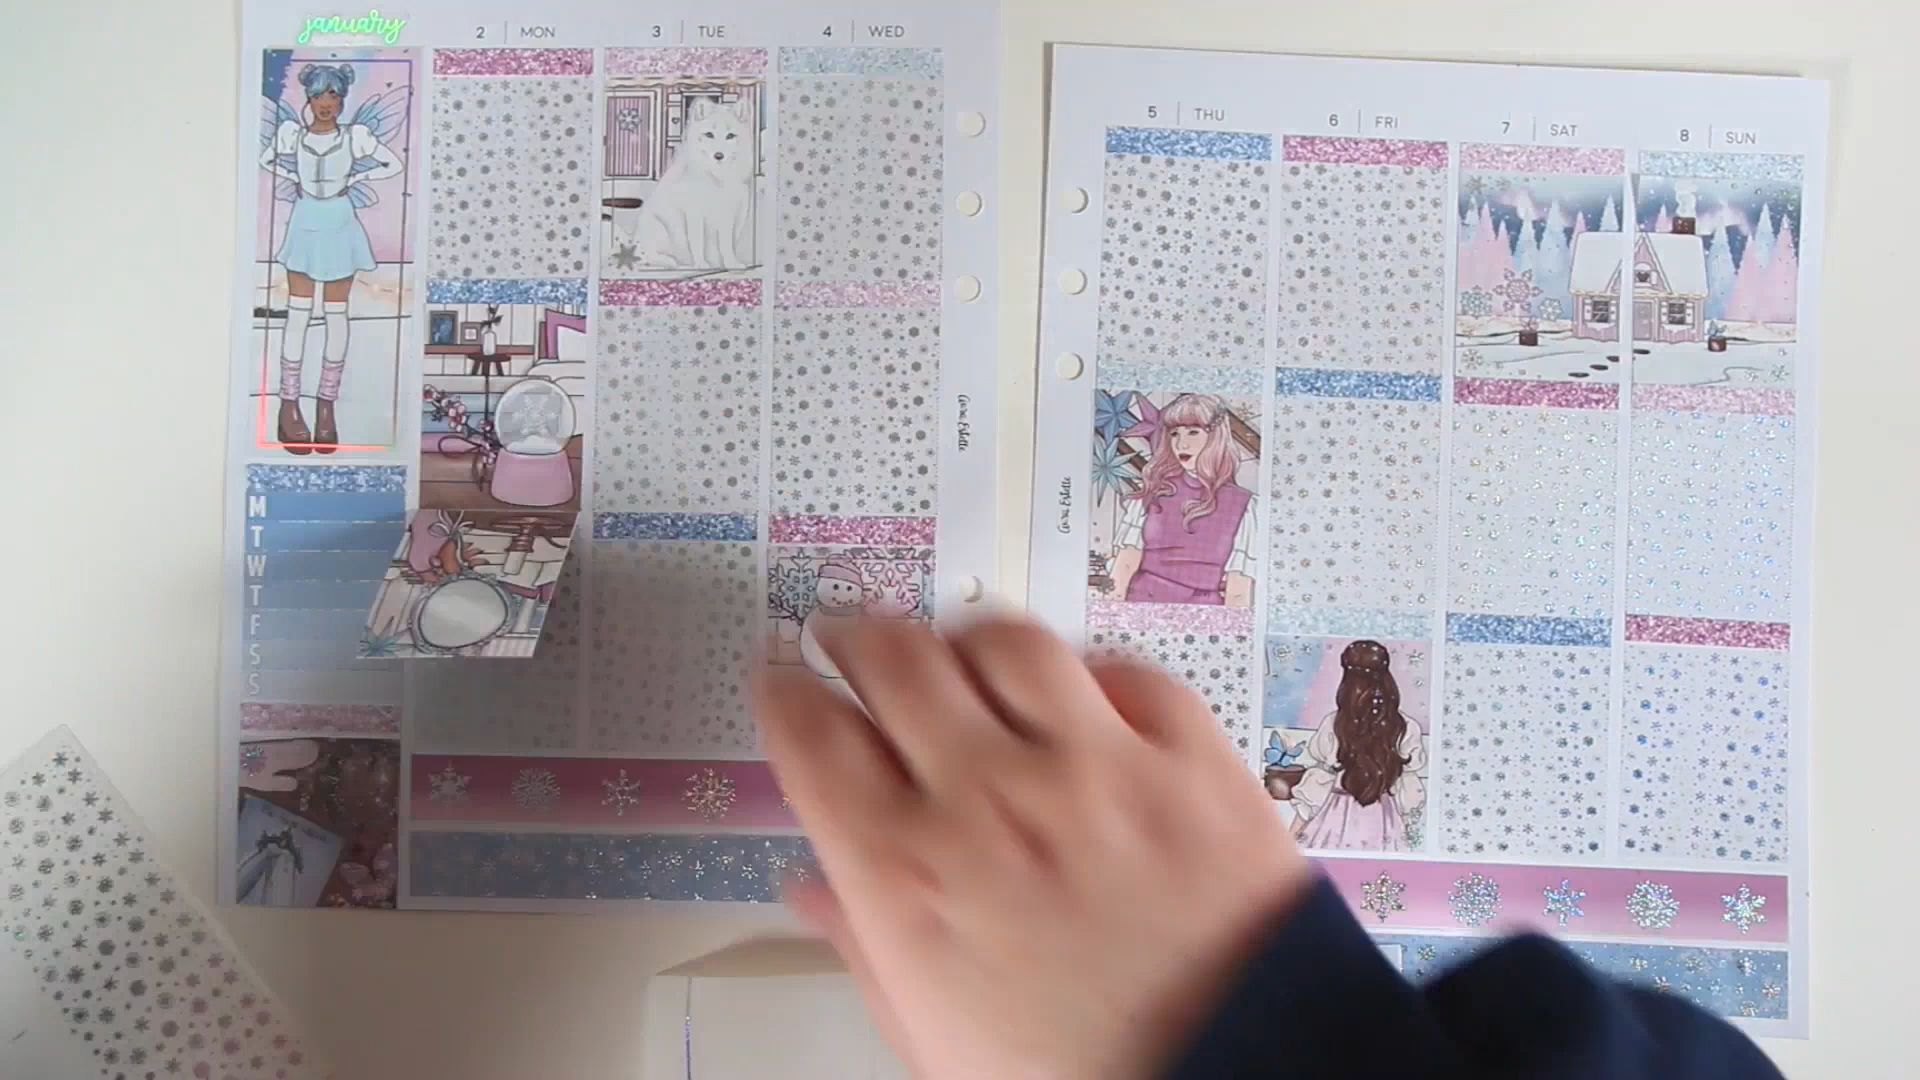 january
2 MON
3 TUE
4 WED
5 THU
6 FRI
7 SAT
8 SUN
M
T
W
T
F
S
S